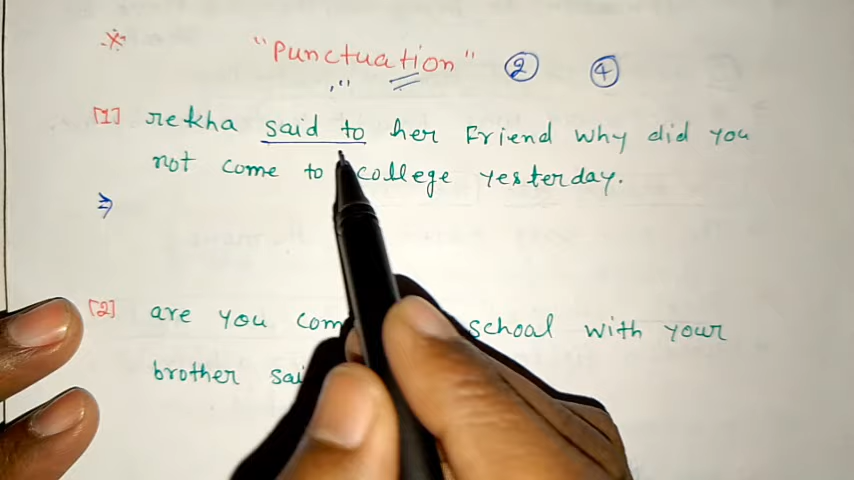 "Punctuation" ② ④
, " "
[1] rekha said to her Friend why did you
not come to college yesterday.
[2] are you school with your
brother